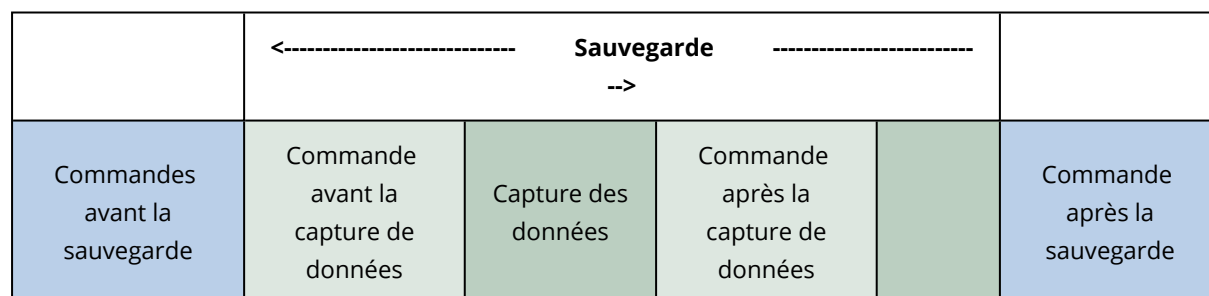 <------------------------------- Sauvegarde --------------------------
-->
Commandes
avant la
sauvegarde
Commande
avant la
capture de
données
Capture des
données
Commande
après la
capture de
données
Commande
après la
sauvegarde